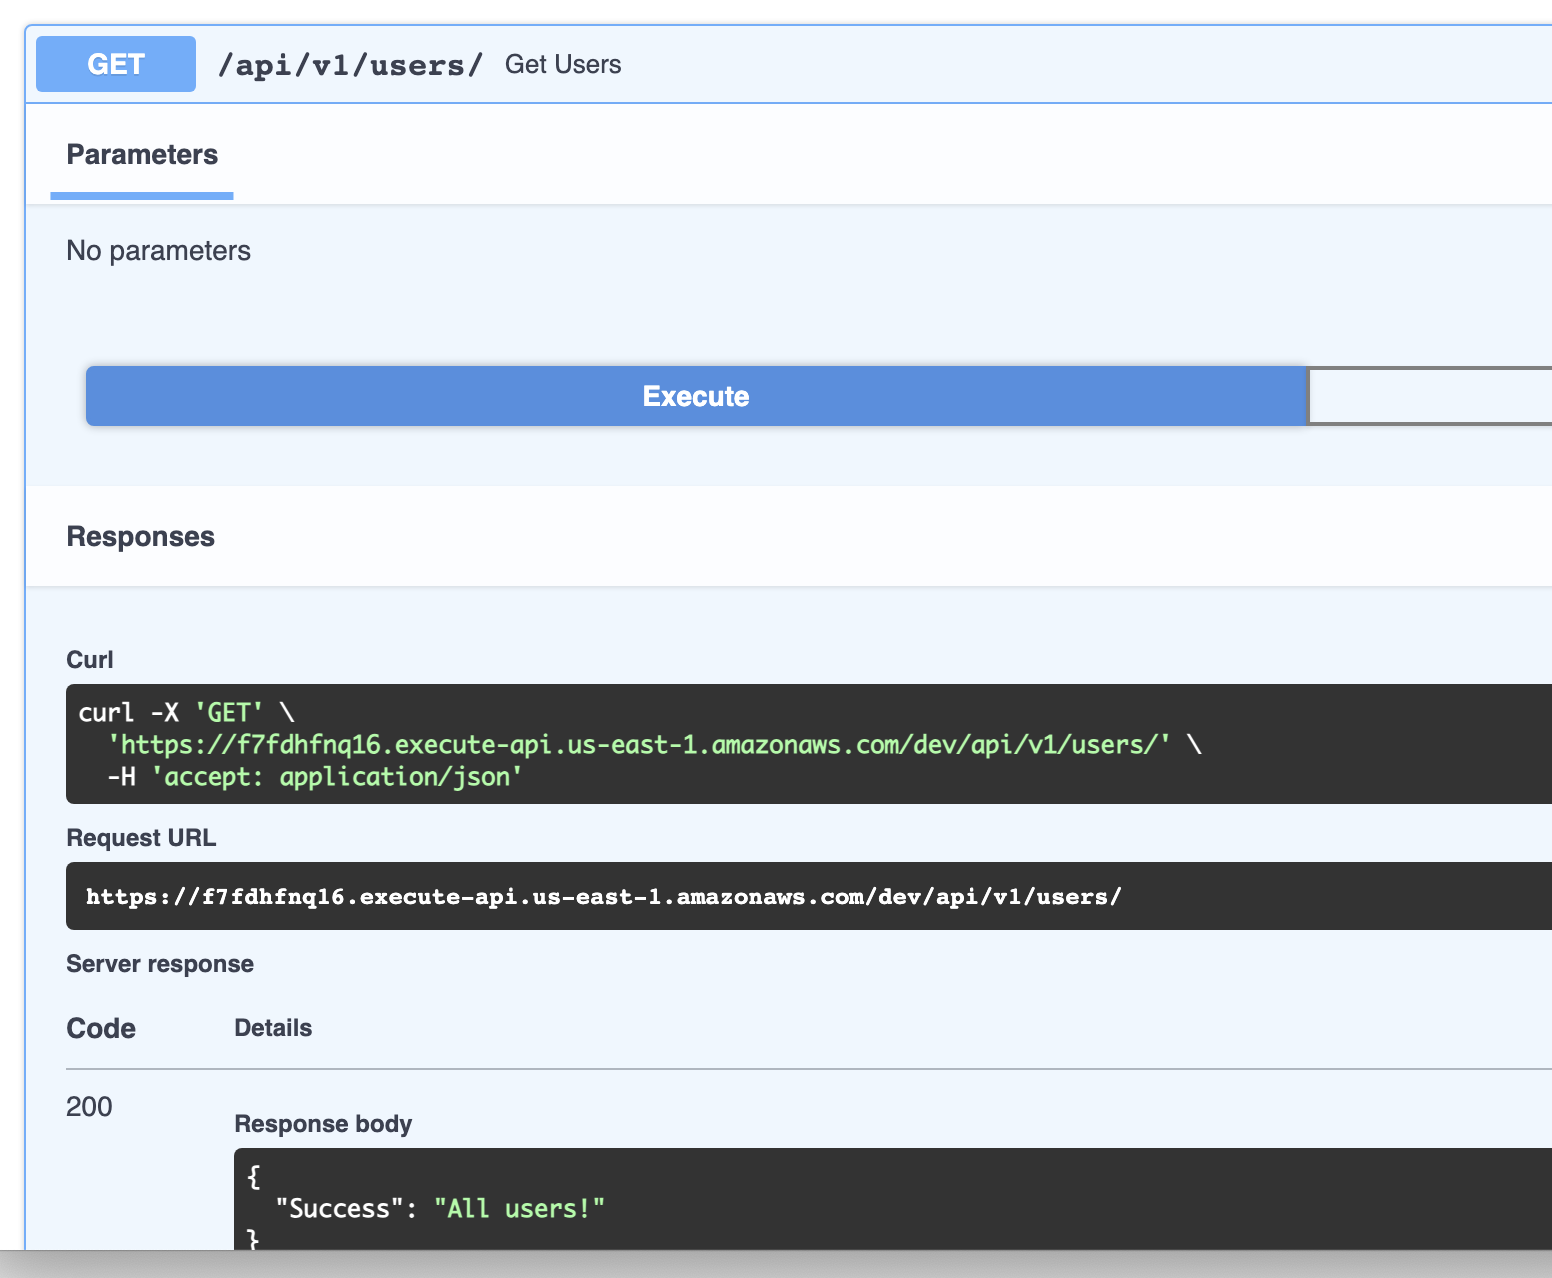 GET /api/v1/users/ Get Users
Parameters
No parameters
Execute
Responses
Curl
curl -X 'GET' \
'https://f7fdhfnq16.execute-api.us-east-1.amazonaws.com/dev/api/v1/users/' \
-H 'accept: application/json'
Request URL
https://f7fdhfnq16.execute-api.us-east-1.amazonaws.com/dev/api/v1/users/
Server response
Code Details
200
Response body
{
"Success": "All users!"
}